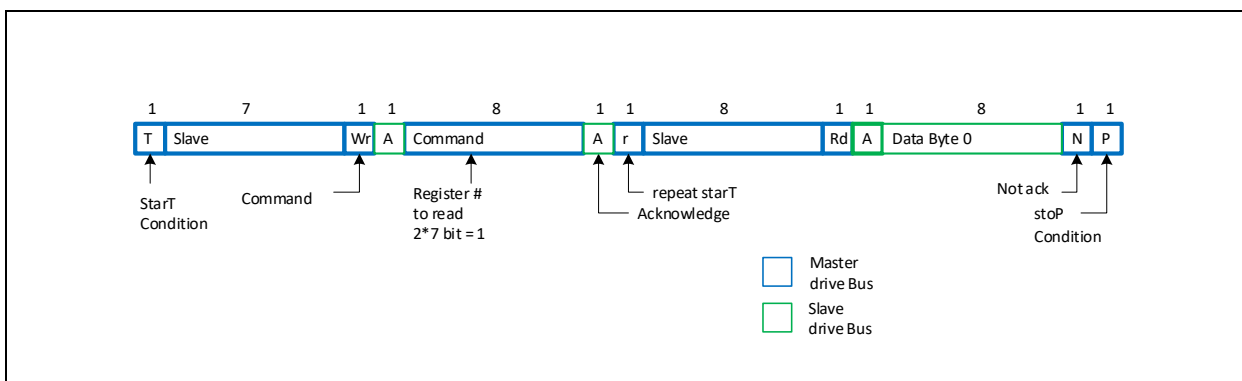 1 7 1 1 8 1 1 8 1 1 8 1 1
T Slave Wr A Command A r Slave Rd A Data Byte 0 N P
StarT
Condition
Command
Register #
to read
2*7 bit = 1
repeat starT
Acknowledge
Not ack
stoP
Condition
Master
drive Bus
Slave
drive Bus